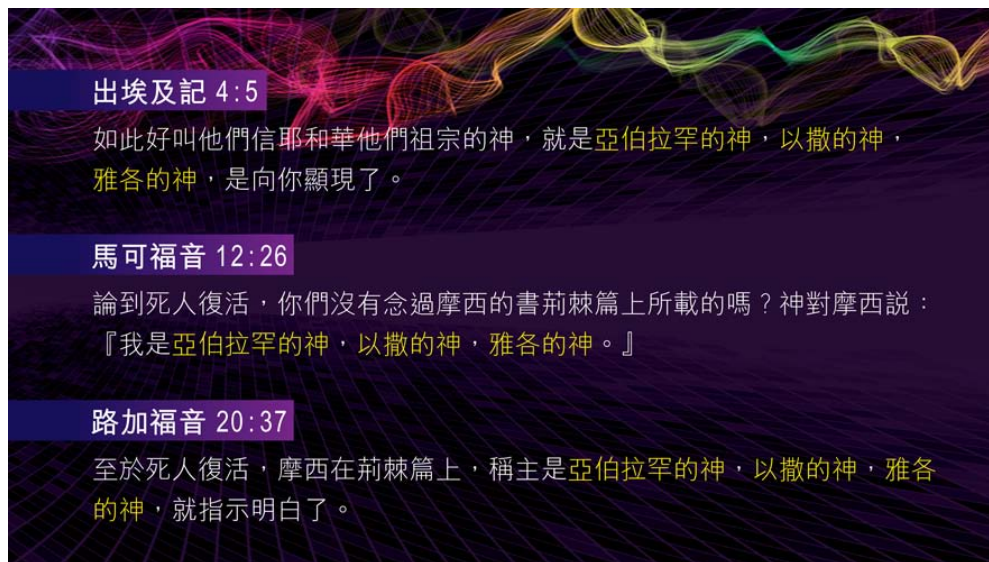 出埃及記 4:5
如此好叫他們信耶和華他們祖宗的神，就是亞伯拉罕的神，以撒的神，
雅各的神，是向你顯現了。
馬可福音 12:26
論到死人復活，你們沒有念過摩西的書荊棘篇上所載的嗎？神對摩西説：
『我是亞伯拉罕的神，以撒的神，雅各的神。』
路加福音 20:37
至於死人復活，摩西在荊棘篇上，稱主是亞伯拉罕的神，以撒的神，雅各
的神，就指示明白了。